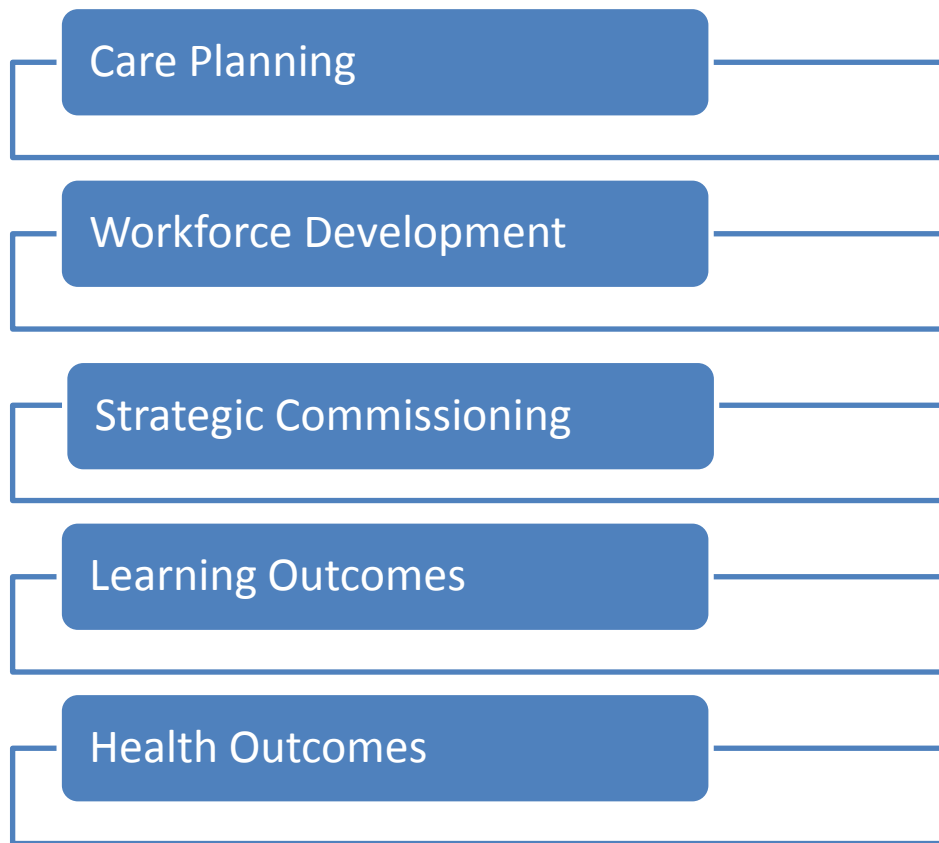 Care Planning
Workforce Development
Strategic Commissioning
Learning Outcomes
Health Outcomes